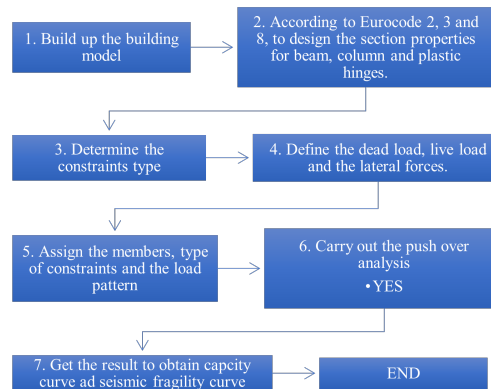 1. Build up the building
model
2. According to Eurocode 2, 3 and
8, to design the section properties
for beam, column and plastic
hinges.
3. Determine the
constraints type
4. Define the dead load, live load
and the lateral forces.
5. Assign the members, type
of constraints and the load
pattern
6. Carry out the push over
analysis
•YES
7. Get the result to obtain capcity
curve ad seismic fragility curve
END